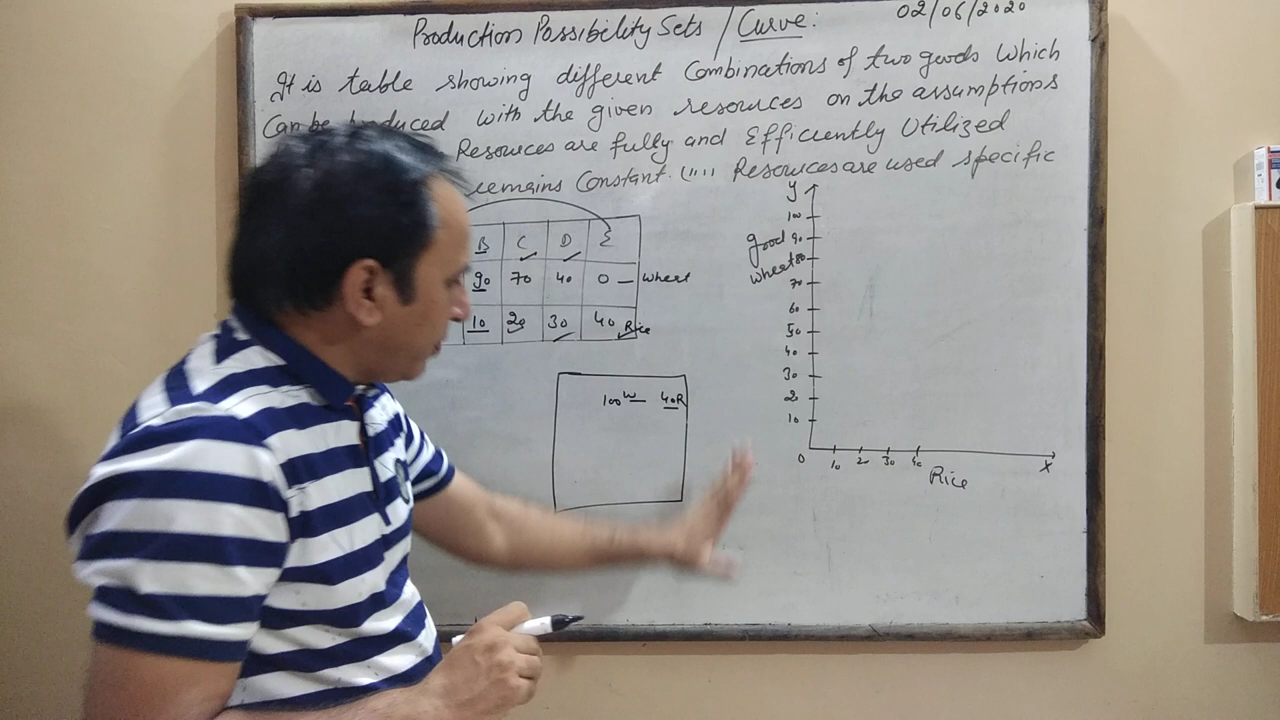 Production Possibility Sets / Curve:
02/06/2020
It is table showing different Combinations of two goods which
Can be produced with the given resources on the assumptions
Resources are fully and Efficiently Utilized
remains Constant. (iii) Resources are used specific
B C D E
90 70 40 0 — Wheat
10 20 30 40 Rice
100W — 40R
y
100
good 90
wheat 80
70
60
50
40
30
2
10
0 10 20 30 40 X
Rice